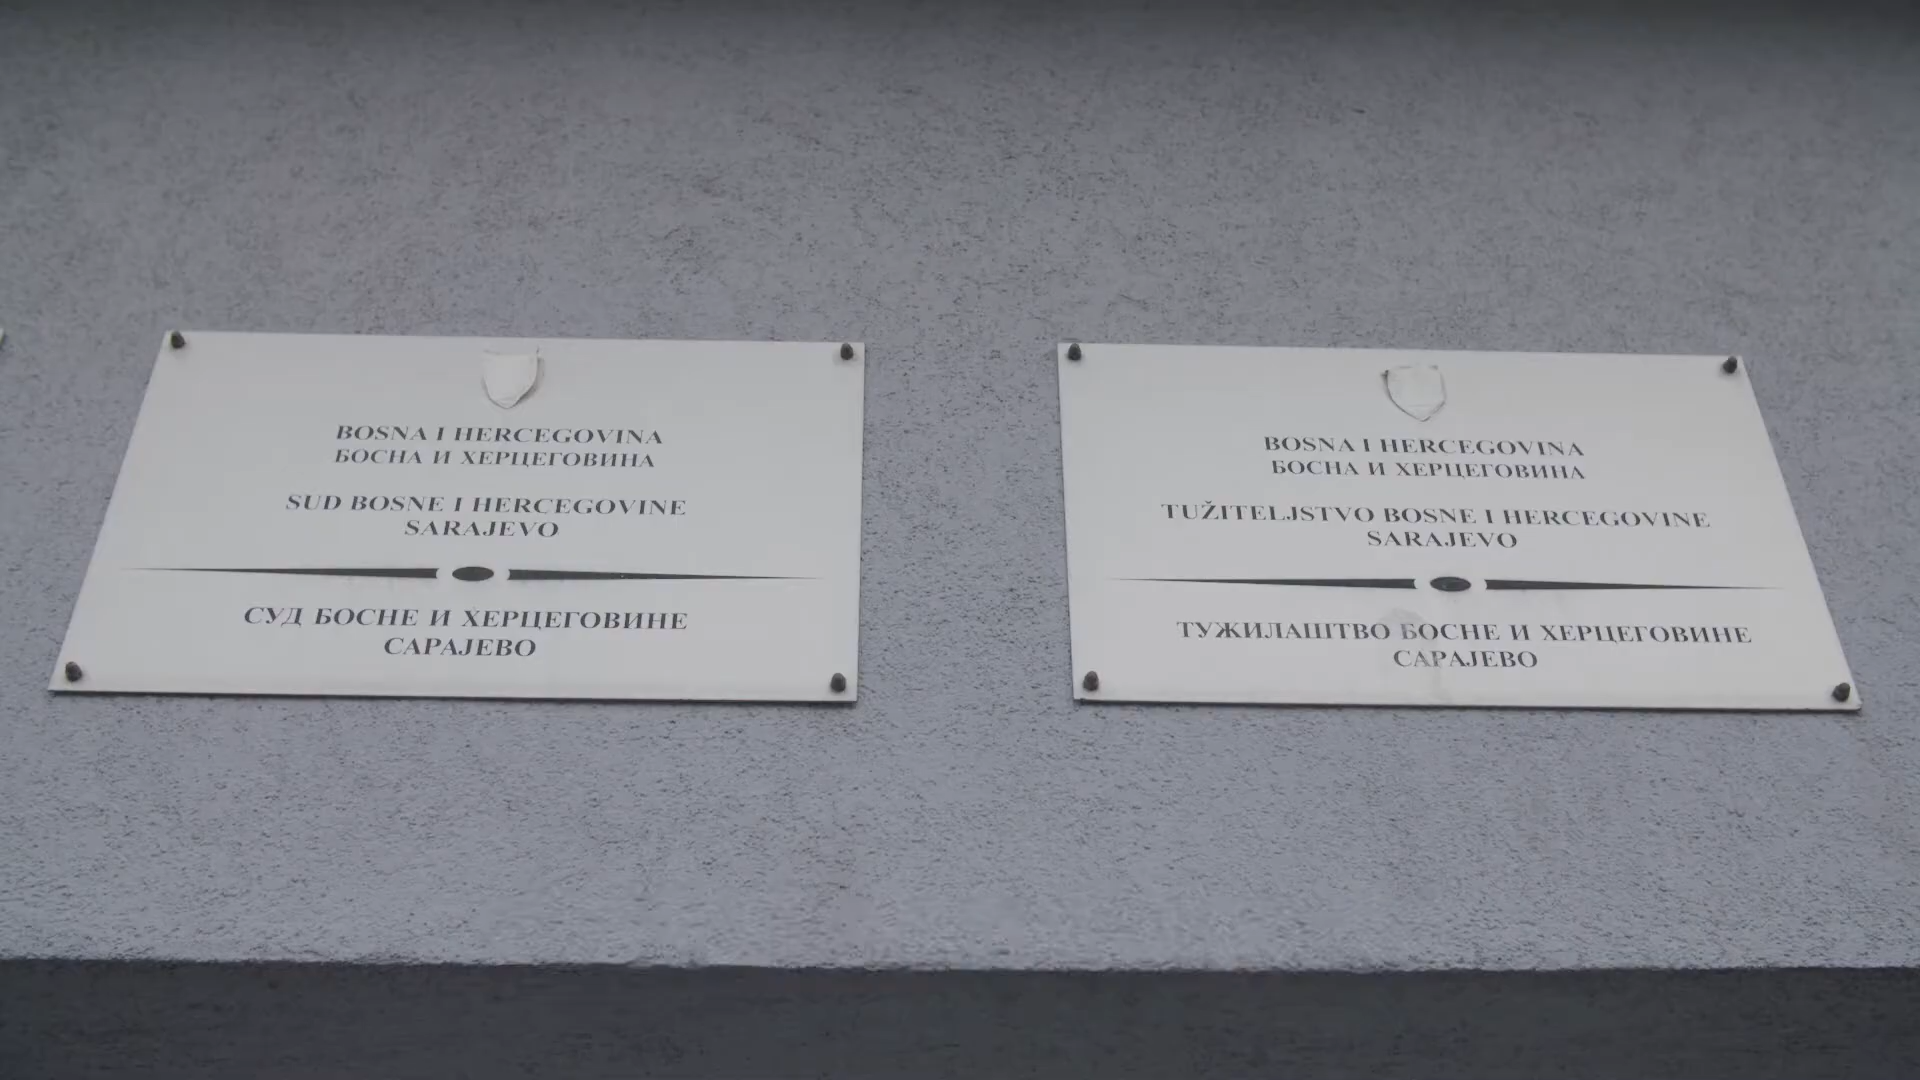 BOSNA I HERCEGOVINA
БОСНА И ХЕРЦЕГОВИНА
SUD BOSNE I HERCEGOVINE
SARAJEVO
СУД БОСНЕ И ХЕРЦЕГОВИНЕ
САРАЈЕВО
BOSNA I HERCEGOVINA
БОСНА И ХЕРЦЕГОВИНА
TUŽITELJSTVO BOSNE I HERCEGOVINE
SARAJEVO
ТУЖИЛАШТВО БОСНЕ И ХЕРЦЕГОВИНЕ
САРАЈЕВО